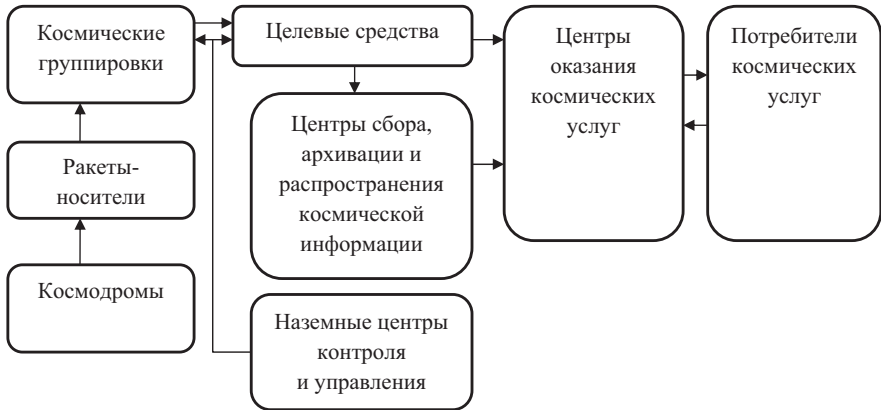 Космические
группировки
Целевые средства
Центры
оказания
космических
услуг
Потребители
космических
услуг
Центры сбора,
архивации и
распространения
космической
информации
Ракеты-
носители
Космодромы
Наземные центры
контроля
и управления